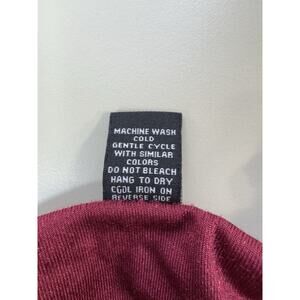 MACHINE WASH
COLD
GENTLE CYCLE
WITH SIMILAR
COLORS
DO NOT BLEACH
HANG TO DRY
COOL IRON ON
REVERSE SIDE